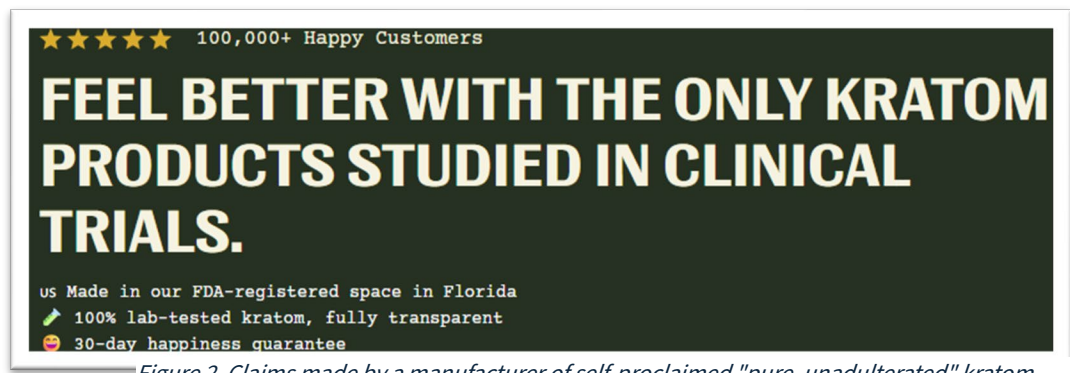 100,000+ Happy Customers
FEEL BETTER WITH THE ONLY KRATOM
PRODUCTS STUDIED IN CLINICAL
TRIALS.
US Made in our FDA-registered space in Florida
100% lab-tested kratom, fully transparent
30-day happiness guarantee
Figure 2. Claims made by a manufacturer of self-proclaimed "pure, unadulterated" kratom